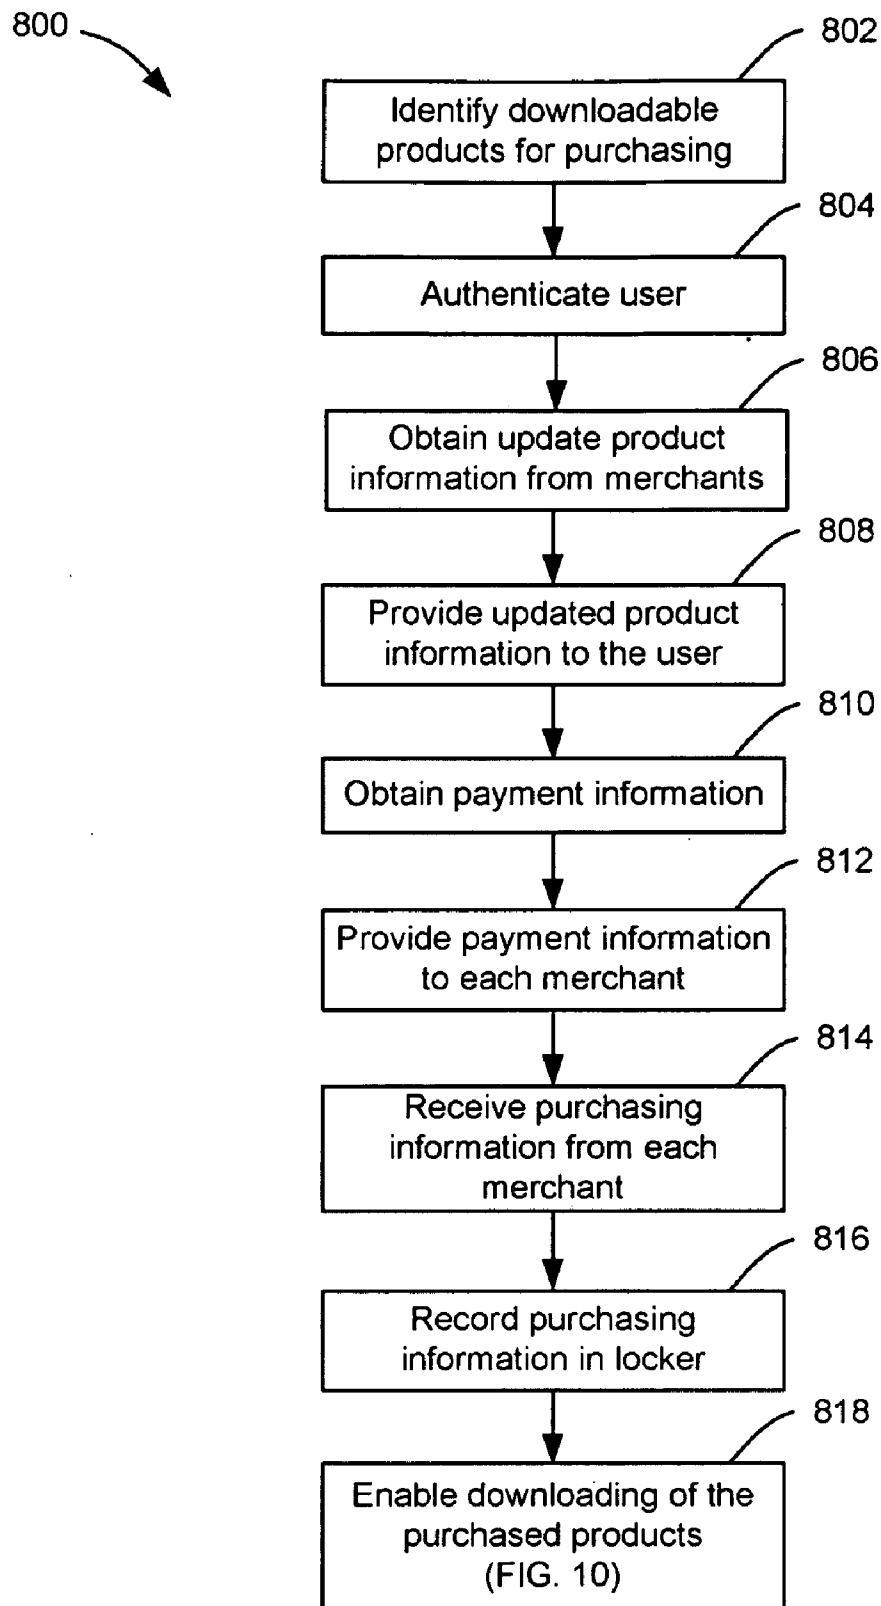 800
802
Identify downloadable
products for purchasing
804
Authenticate user
806
Obtain update product
information from merchants
808
Provide updated product
information to the user
810
Obtain payment information
812
Provide payment information
to each merchant
814
Receive purchasing
information from each
merchant
816
Record purchasing
information in locker
818
Enable downloading of the
purchased products
(FIG. 10)